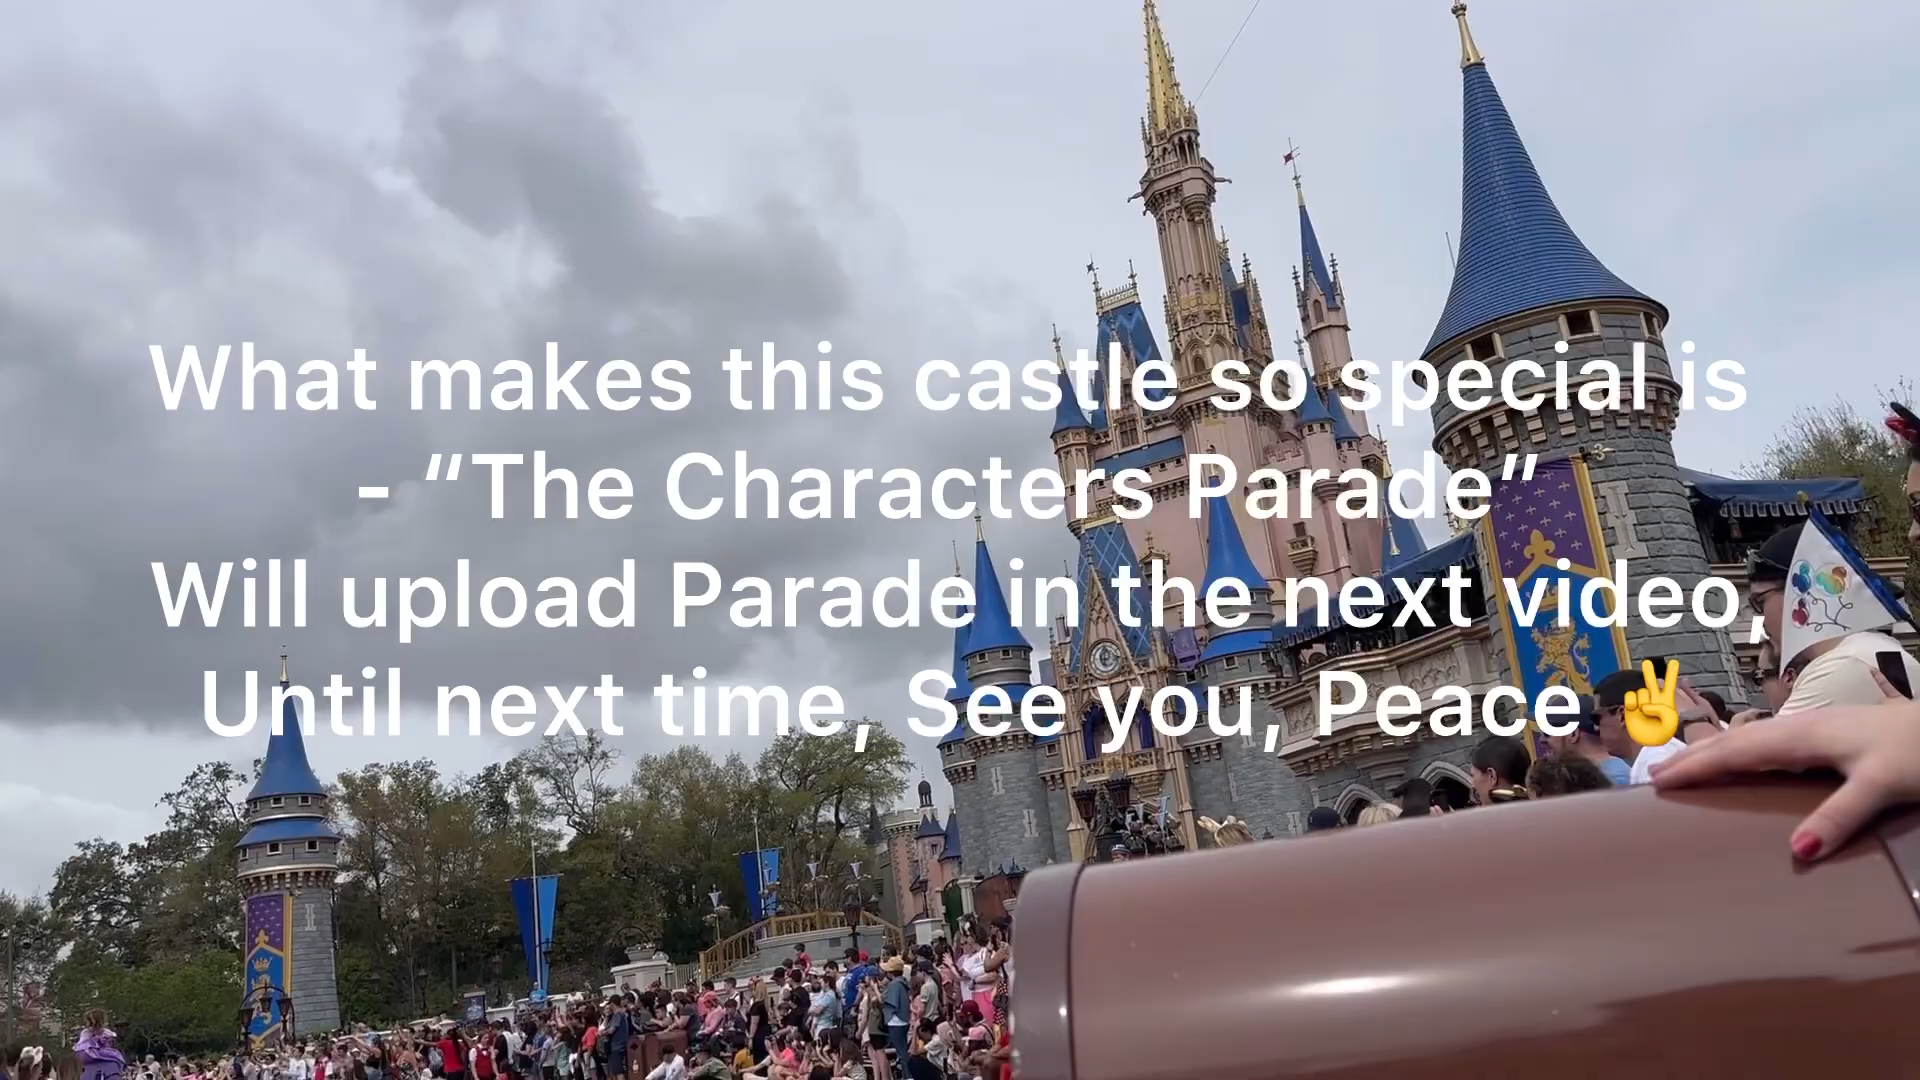 What makes this castle so special is
- “The Characters Parade”
Will upload Parade in the next video,
Until next time, See you, Peace ✌️